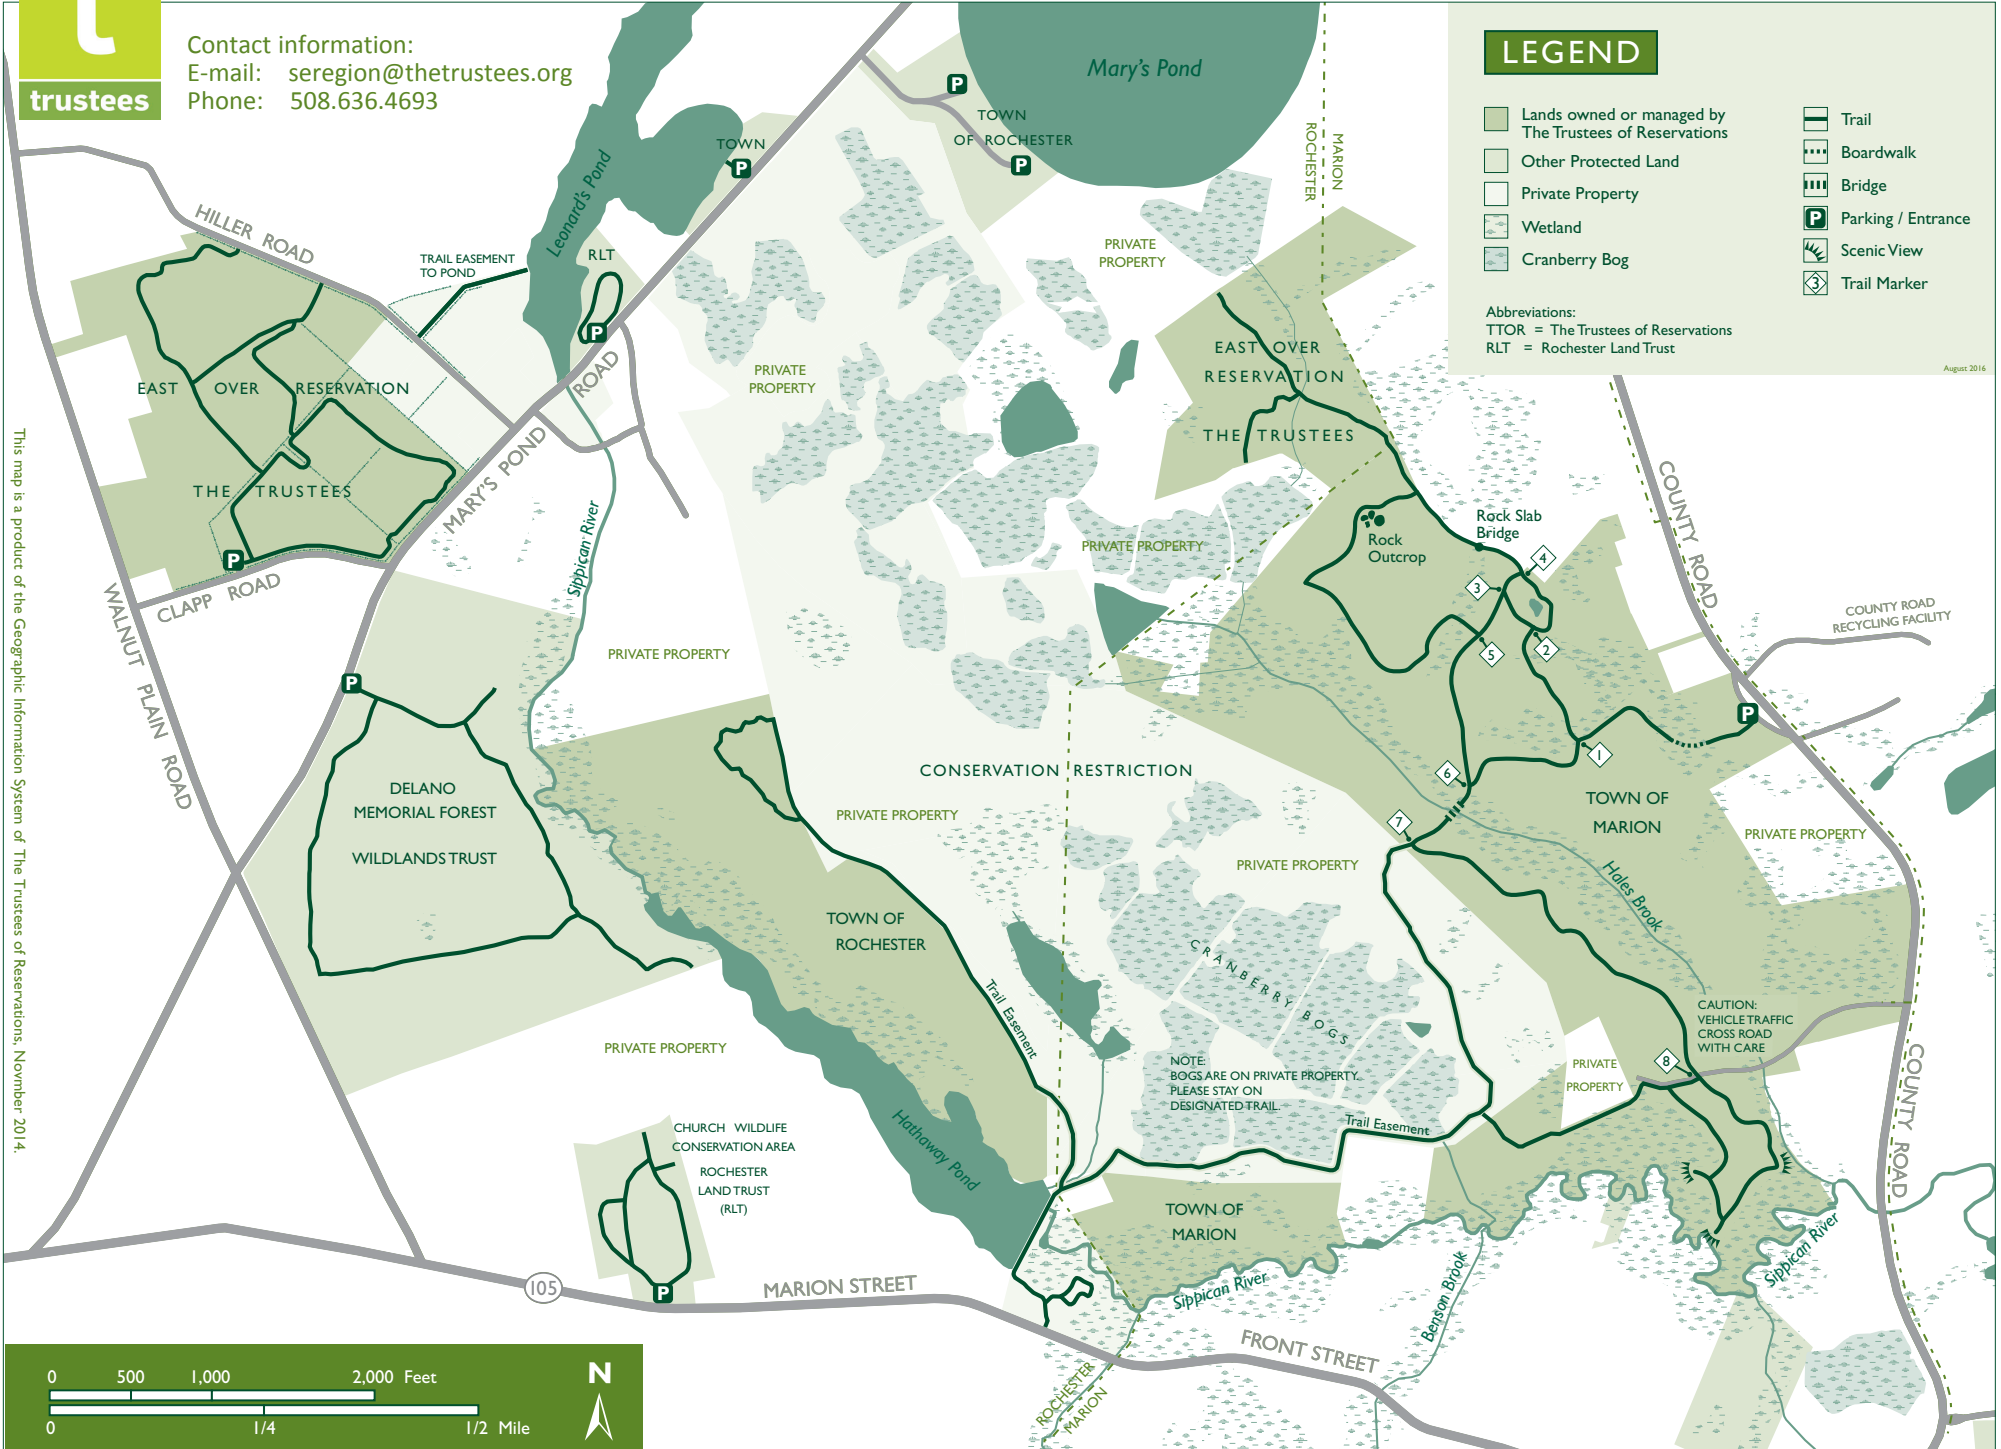 t
trustees
Contact information:
E-mail: seregion@thetrustees.org
Phone: 508.636.4693
LEGEND
Lands owned or managed by
The Trustees of Reservations
Other Protected Land
Private Property
Wetland
Cranberry Bog
Trail
Boardwalk
Bridge
P Parking / Entrance
Scenic View
3 Trail Marker
Abbreviations:
TTOR = The Trustees of Reservations
RLT = Rochester Land Trust
August 2016
Mary's Pond
P
TOWN
OF ROCHESTER
P
TOWN
P
Leonard's Pond
ROCHESTER
MARION
HILLER ROAD
TRAIL EASEMENT
TO POND
RLT
P
PRIVATE
PROPERTY
EAST OVER RESERVATION
THE TRUSTEES
P
CLAPP ROAD
MARY'S POND ROAD
WALNUT PLAIN ROAD
Sippican River
PRIVATE
PROPERTY
EAST OVER
RESERVATION
THE TRUSTEES
PRIVATE PROPERTY
Rock
Outcrop
Rock Slab
Bridge
4
3
5
2
COUNTY ROAD
COUNTY ROAD
RECYCLING FACILITY
P
1
6
7
TOWN OF
MARION
PRIVATE PROPERTY
PRIVATE PROPERTY
P
DELANO
MEMORIAL FOREST
WILDLANDS TRUST
CONSERVATION RESTRICTION
PRIVATE PROPERTY
PRIVATE PROPERTY
TOWN OF
ROCHESTER
Trail Easement
Hales Brook
CRANBERRY BOGS
NOTE:
BOGS ARE ON PRIVATE PROPERTY.
PLEASE STAY ON
DESIGNATED TRAIL.
Trail Easement
CAUTION:
VEHICLE TRAFFIC
CROSS ROAD
WITH CARE
8
PRIVATE
PROPERTY
COUNTY ROAD
PRIVATE PROPERTY
Hathaway Pond
CHURCH WILDLIFE
CONSERVATION AREA
ROCHESTER
LAND TRUST
(RLT)
P
TOWN OF
MARION
Sippican River
Benson Brook
Sippican River
105
MARION STREET
FRONT STREET
ROCHESTER
MARION
This map is a product of the Geographic Information System of The Trustees of Reservations, Novmber 2014.
0 500 1,000 2,000 Feet
0 1/4 1/2 Mile
N